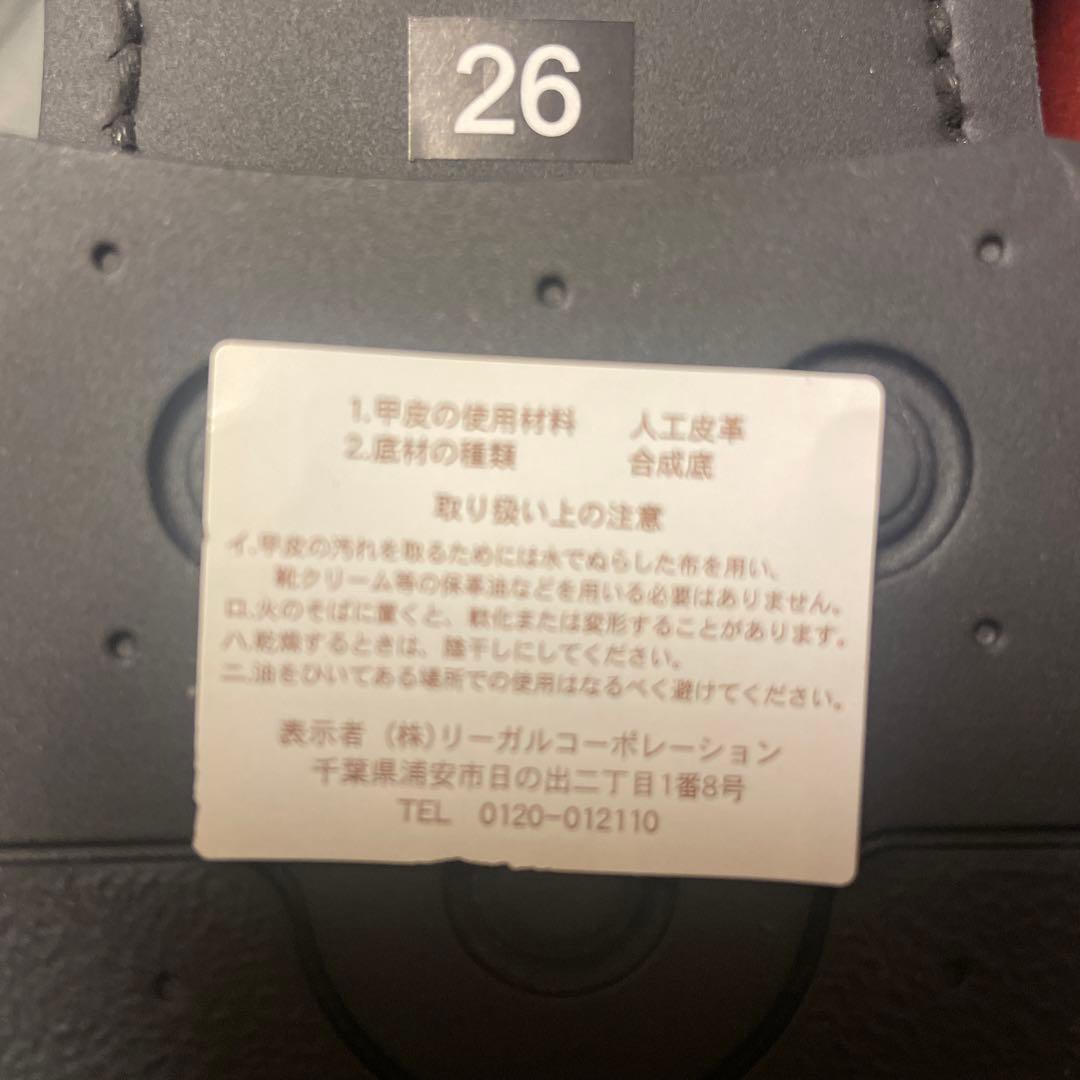 26
1.甲皮の使用材料 人工皮革
2.底材の種類 合成底
取り扱い上の注意
イ.甲皮の汚れを取るためには水でぬらした布を用い、
靴クリーム等の保革油などを用いる必要はありません。
ロ.火のそばに置くと、軟化または変形することがあります。
ハ.乾燥するときは、陰干しにしてください。
ニ.油をひいてある場所での使用はなるべく避けてください。
表示者 (株)リーガルコーポレーション
千葉県浦安市日の出二丁目1番8号
TEL 0120-012110